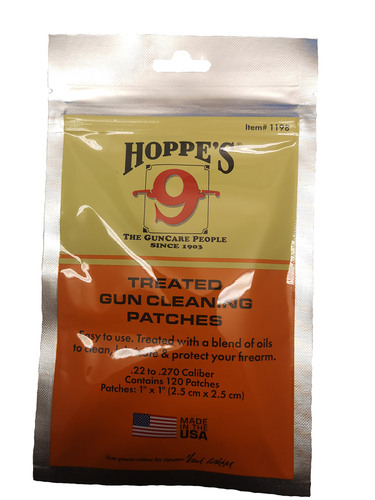 Item# 1198
HOPPE'S
9
THE GUNCARE PEOPLE
SINCE 1903
TREATED
GUN CLEANING
PATCHES
Easy to use. Treated with a blend of oils
to clean, & protect your firearm.
.22 to .270 Caliber
Contains 120 Patches
Patches: 1" x 1" (2.5 cm x 2.5 cm)
MADE
IN THE
USA